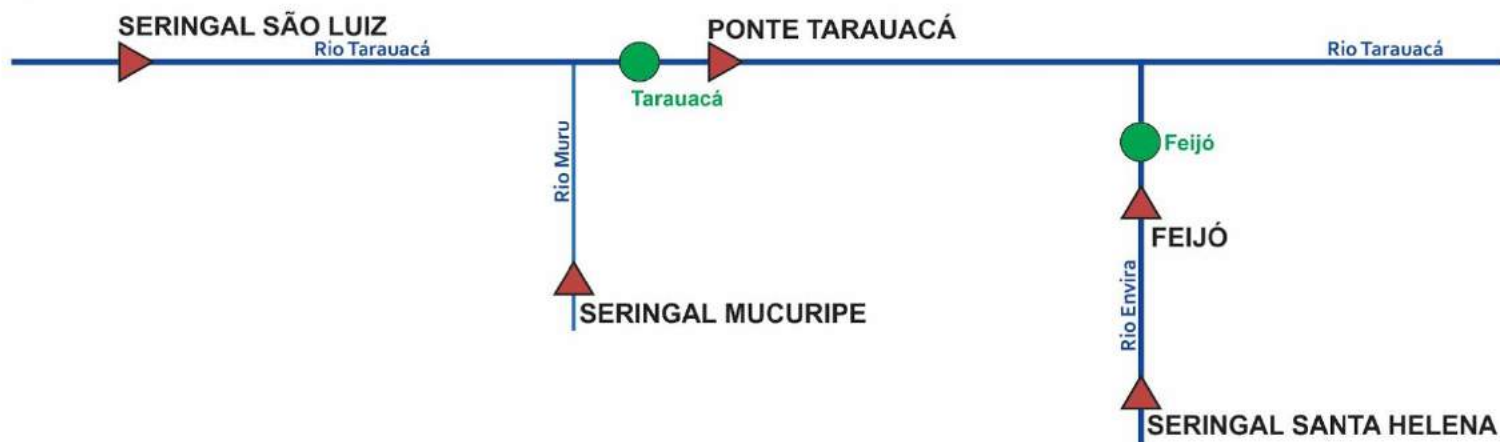 SERINGAL SÃO LUIZ
Rio Tarauacá
PONTE TARAUACÁ
Rio Tarauacá
Tarauacá
Rio Muru
Feijó
FEIJÓ
SERINGAL MUCURIPE
Rio Envira
SERINGAL SANTA HELENA